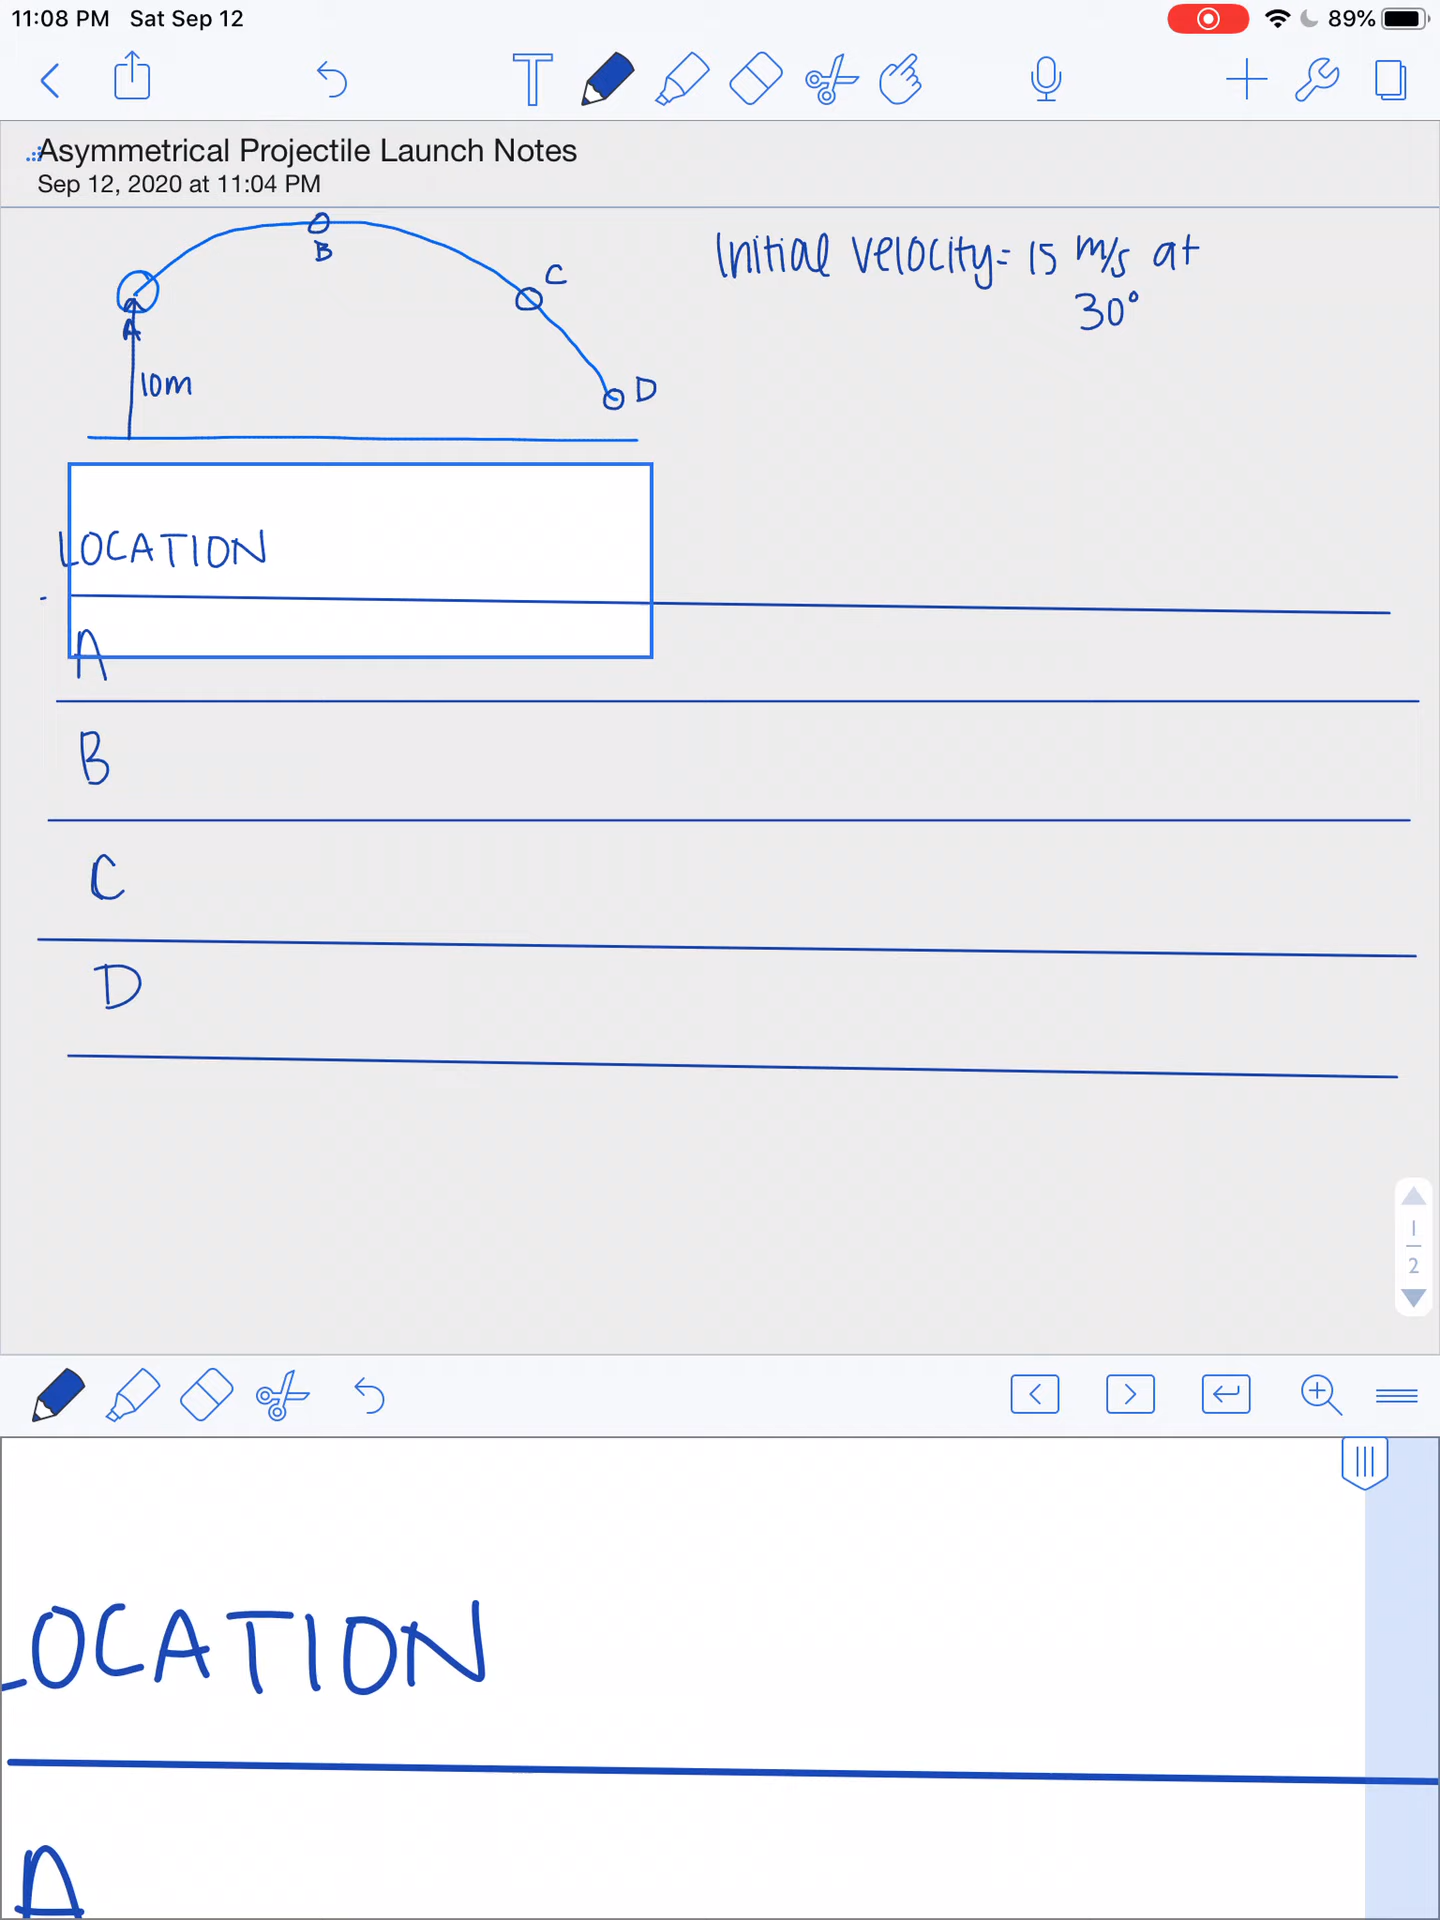 11:08 PM Sat Sep 12
89%
T
Asymmetrical Projectile Launch Notes
Sep 12, 2020 at 11:04 PM
B
Initial velocity= 15 m/s at
30°
C
A
10m
D
LOCATION
A
B
C
D
1
2
LOCATION
A